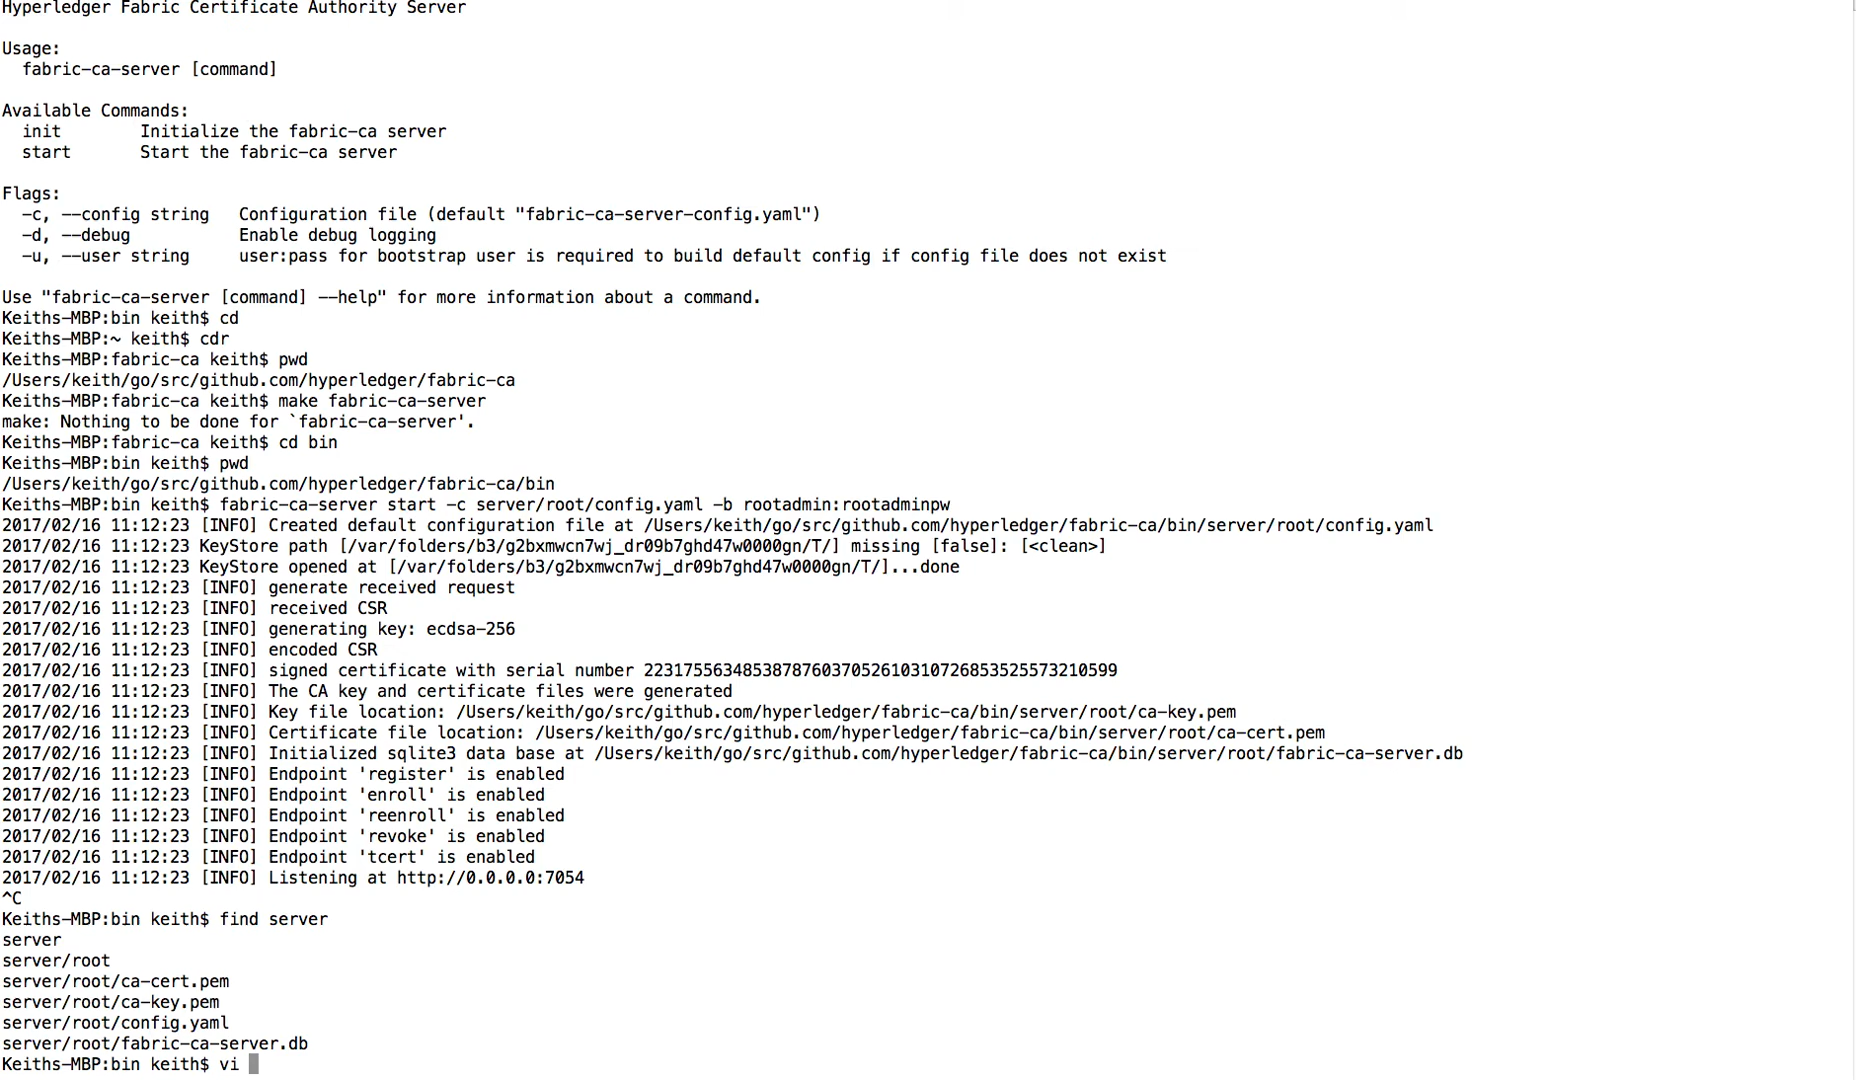 Hyperledger Fabric Certificate Authority Server
Usage:
fabric-ca-server [command]
Available Commands:
init Initialize the fabric-ca server
start Start the fabric-ca server
Flags:
-c, --config string Configuration file (default "fabric-ca-server-config.yaml")
-d, --debug Enable debug logging
-u, --user string user:pass for bootstrap user is required to build default config if config file does not exist
Use "fabric-ca-server [command] --help" for more information about a command.
Keiths-MBP:bin keith$ cd
Keiths-MBP:~ keith$ cdr
Keiths-MBP:fabric-ca keith$ pwd
/Users/keith/go/src/github.com/hyperledger/fabric-ca
Keiths-MBP:fabric-ca keith$ make fabric-ca-server
make: Nothing to be done for `fabric-ca-server'.
Keiths-MBP:fabric-ca keith$ cd bin
Keiths-MBP:bin keith$ pwd
/Users/keith/go/src/github.com/hyperledger/fabric-ca/bin
Keiths-MBP:bin keith$ fabric-ca-server start -c server/root/config.yaml -b rootadmin:rootadminpw
2017/02/16 11:12:23 [INFO] Created default configuration file at /Users/keith/go/src/github.com/hyperledger/fabric-ca/bin/server/root/config.yaml
2017/02/16 11:12:23 KeyStore path [/var/folders/b3/g2bxmwcn7wj_dr09b7ghd47w0000gn/T/] missing [false]: [<clean>]
2017/02/16 11:12:23 KeyStore opened at [/var/folders/b3/g2bxmwcn7wj_dr09b7ghd47w0000gn/T/]...done
2017/02/16 11:12:23 [INFO] generate received request
2017/02/16 11:12:23 [INFO] received CSR
2017/02/16 11:12:23 [INFO] generating key: ecdsa-256
2017/02/16 11:12:23 [INFO] encoded CSR
2017/02/16 11:12:23 [INFO] signed certificate with serial number 223175563485387876037052610310726853525573210599
2017/02/16 11:12:23 [INFO] The CA key and certificate files were generated
2017/02/16 11:12:23 [INFO] Key file location: /Users/keith/go/src/github.com/hyperledger/fabric-ca/bin/server/root/ca-key.pem
2017/02/16 11:12:23 [INFO] Certificate file location: /Users/keith/go/src/github.com/hyperledger/fabric-ca/bin/server/root/ca-cert.pem
2017/02/16 11:12:23 [INFO] Initialized sqlite3 data base at /Users/keith/go/src/github.com/hyperledger/fabric-ca/bin/server/root/fabric-ca-server.db
2017/02/16 11:12:23 [INFO] Endpoint 'register' is enabled
2017/02/16 11:12:23 [INFO] Endpoint 'enroll' is enabled
2017/02/16 11:12:23 [INFO] Endpoint 'reenroll' is enabled
2017/02/16 11:12:23 [INFO] Endpoint 'revoke' is enabled
2017/02/16 11:12:23 [INFO] Endpoint 'tcert' is enabled
2017/02/16 11:12:23 [INFO] Listening at http://0.0.0.0:7054
^C
Keiths-MBP:bin keith$ find server
server
server/root
server/root/ca-cert.pem
server/root/ca-key.pem
server/root/config.yaml
server/root/fabric-ca-server.db
Keiths-MBP:bin keith$ vi